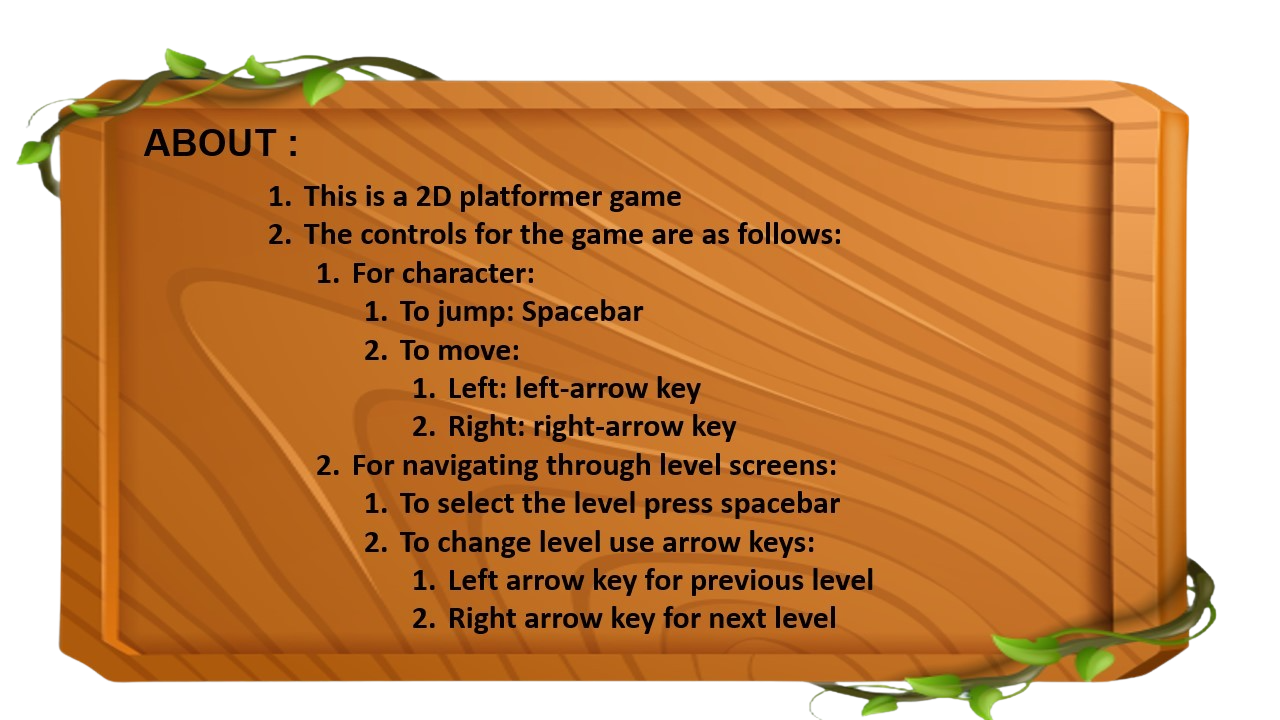 ABOUT :
1. This is a 2D platformer game
2. The controls for the game are as follows:
1. For character:
1. To jump: Spacebar
2. To move:
1. Left: left-arrow key
2. Right: right-arrow key
2. For navigating through level screens:
1. To select the level press spacebar
2. To change level use arrow keys:
1. Left arrow key for previous level
2. Right arrow key for next level